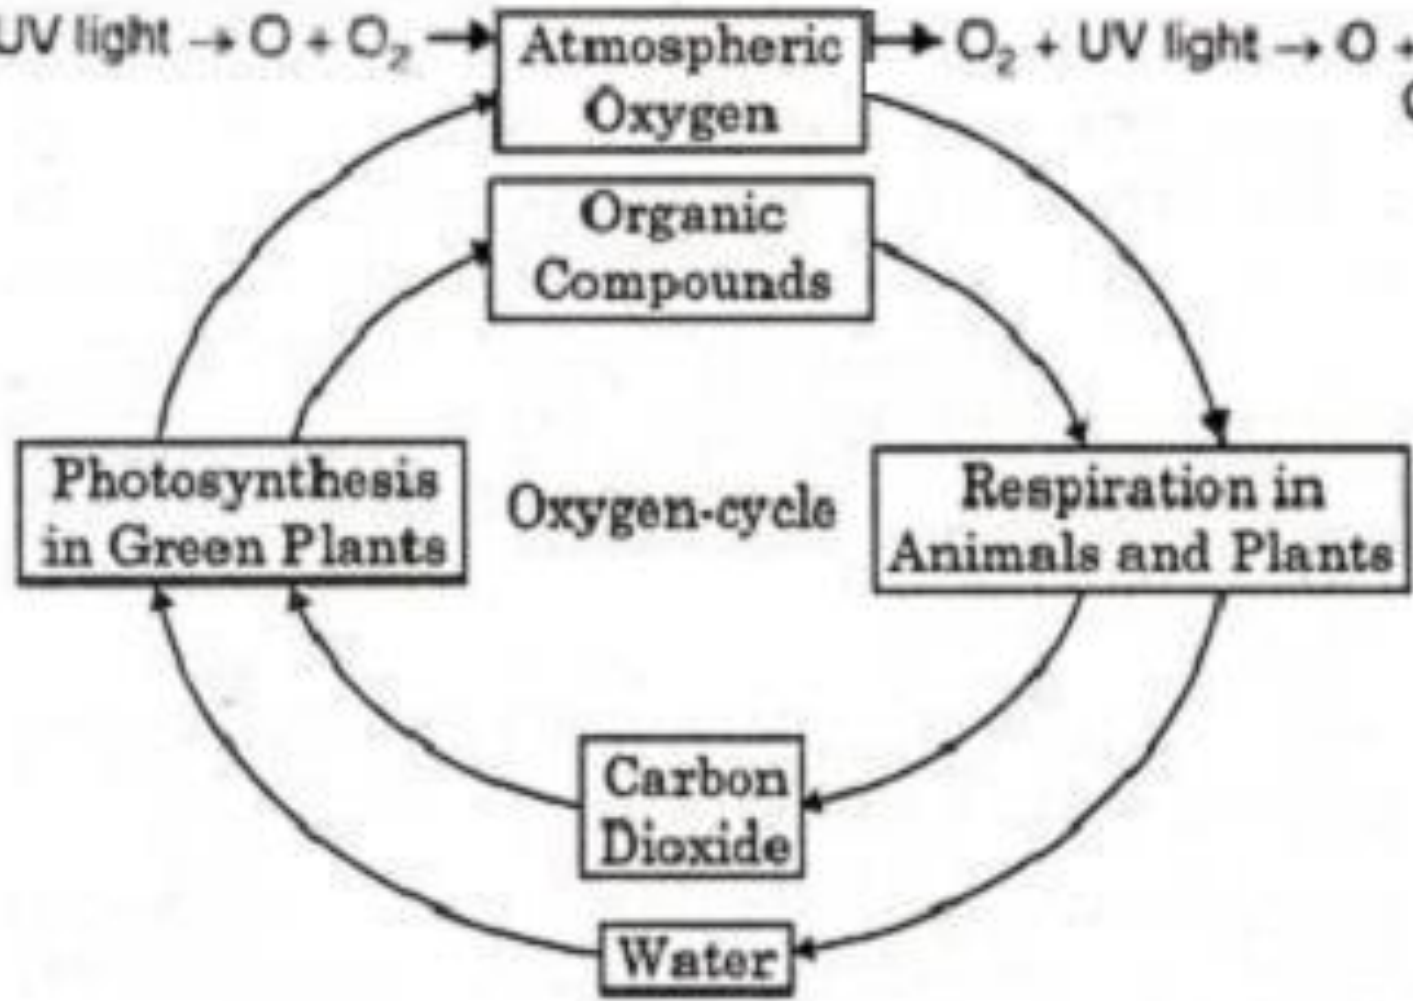 UV light → O + O₂
Atmospheric
Oxygen
O₂ + UV light → O +
Organic
Compounds
Photosynthesis
in Green Plants
Oxygen-cycle
Respiration in
Animals and Plants
Carbon
Dioxide
Water